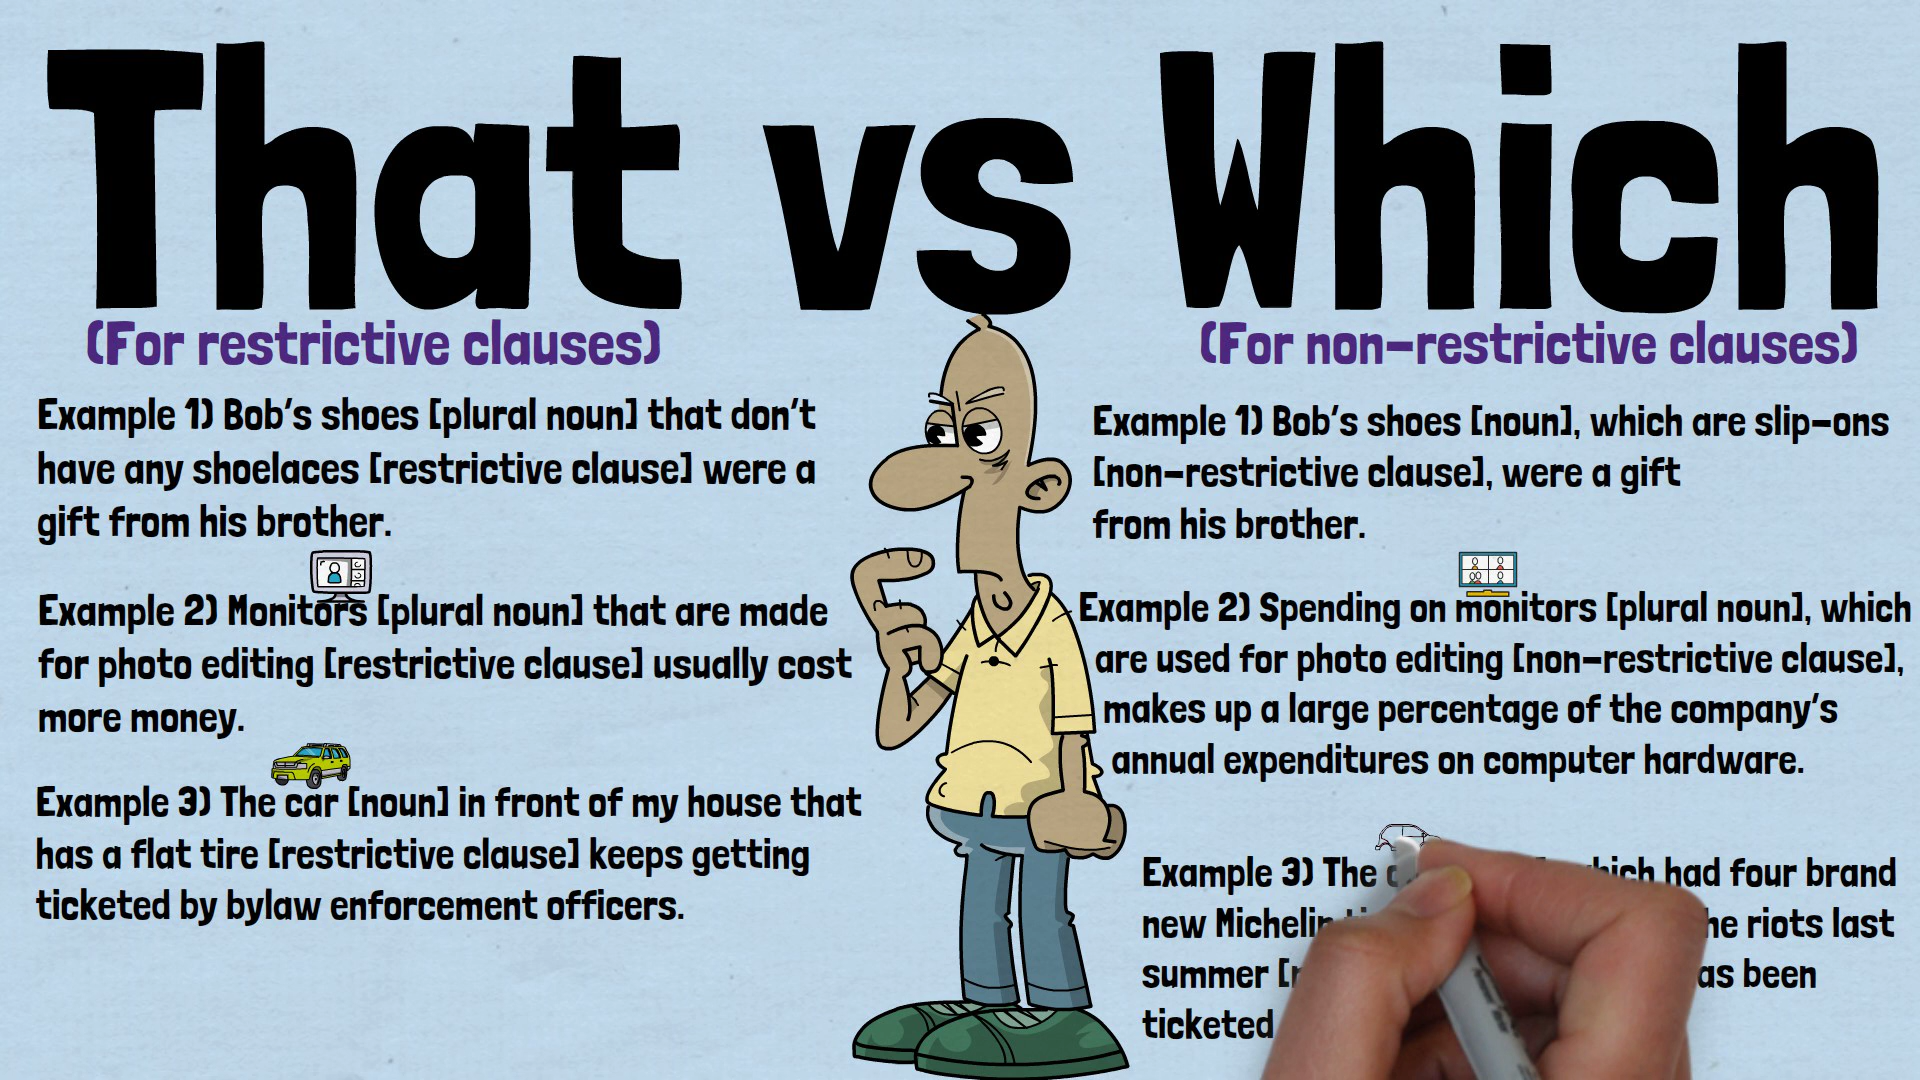 That vs Which
(For restrictive clauses)
Example 1) Bob's shoes [plural noun] that don't
have any shoelaces [restrictive clause] were a
gift from his brother.
Example 2) Monitors [plural noun] that are made
for photo editing [restrictive clause] usually cost
more money.
Example 3) The car [noun] in front of my house that
has a flat tire [restrictive clause] keeps getting
ticketed by bylaw enforcement officers.
(For non-restrictive clauses)
Example 1) Bob's shoes [noun], which are slip-ons
[non-restrictive clause], were a gift
from his brother.
Example 2) Spending on monitors [plural noun], which
are used for photo editing [non-restrictive clause],
makes up a large percentage of the company's
annual expenditures on computer hardware.
Example 3) The which had four brand
new Michelin riots last
summer been
ticketed